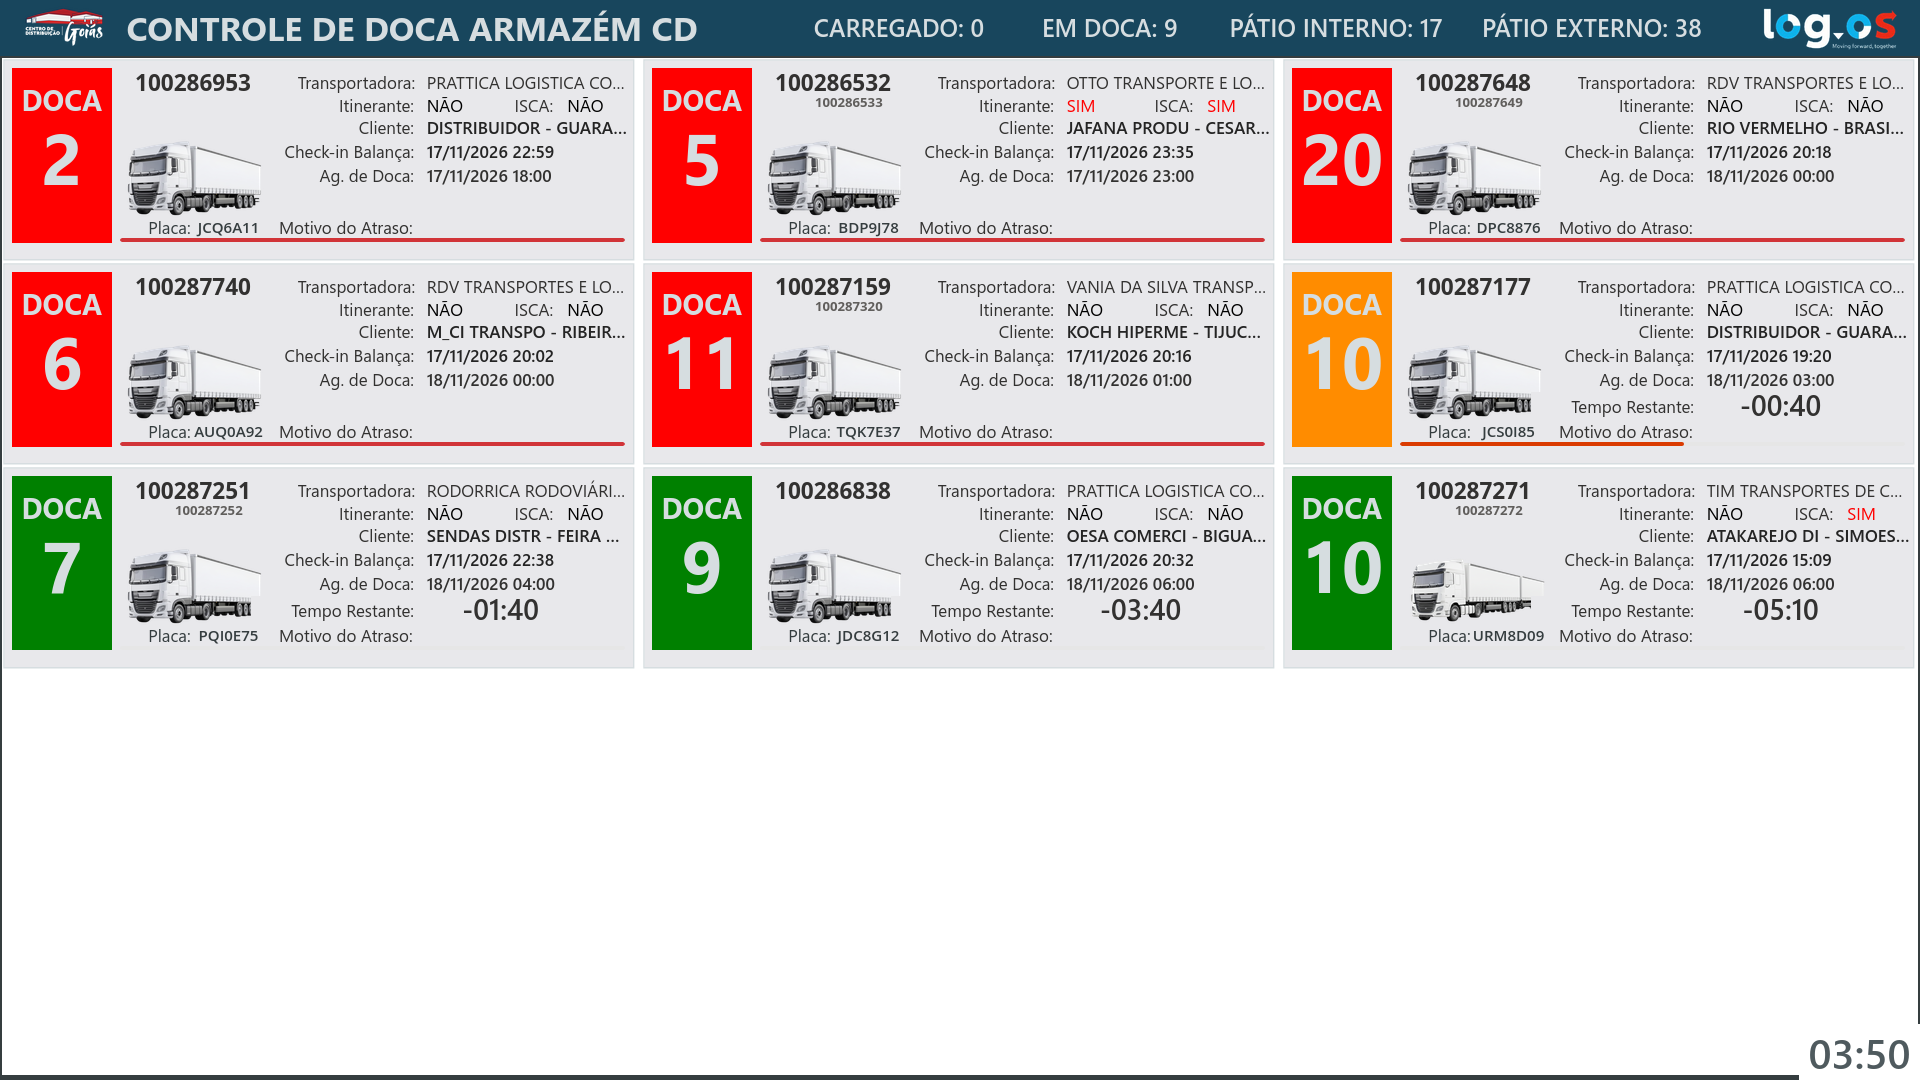 CENTRO DE DISTRIBUIÇÃO Goiás
CONTROLE DE DOCA ARMAZÉM CD
CARREGADO: 0
EM DOCA: 9
PÁTIO INTERNO: 17
PÁTIO EXTERNO: 38
log.os
Moving forward, together
DOCA
2
100286953
Transportadora: PRATTICA LOGISTICA CO...
Itinerante: NÃO ISCA: NÃO
Cliente: DISTRIBUIDOR - GUARA...
Check-in Balança: 17/11/2026 22:59
Ag. de Doca: 17/11/2026 18:00
Placa: JCQ6A11 Motivo do Atraso:
DOCA
5
100286532
100286533
Transportadora: OTTO TRANSPORTE E LO...
Itinerante: SIM ISCA: SIM
Cliente: JAFANA PRODU - CESAR...
Check-in Balança: 17/11/2026 23:35
Ag. de Doca: 17/11/2026 23:00
Placa: BDP9J78 Motivo do Atraso:
DOCA
20
100287648
100287649
Transportadora: RDV TRANSPORTES E LO...
Itinerante: NÃO ISCA: NÃO
Cliente: RIO VERMELHO - BRASI...
Check-in Balança: 17/11/2026 20:18
Ag. de Doca: 18/11/2026 00:00
Placa: DPC8876 Motivo do Atraso:
DOCA
6
100287740
Transportadora: RDV TRANSPORTES E LO...
Itinerante: NÃO ISCA: NÃO
Cliente: M_CI TRANSPO - RIBEIR...
Check-in Balança: 17/11/2026 20:02
Ag. de Doca: 18/11/2026 00:00
Placa: AUQ0A92 Motivo do Atraso:
DOCA
11
100287159
100287320
Transportadora: VANIA DA SILVA TRANSP...
Itinerante: NÃO ISCA: NÃO
Cliente: KOCH HIPERME - TIJUC...
Check-in Balança: 17/11/2026 20:16
Ag. de Doca: 18/11/2026 01:00
Placa: TQK7E37 Motivo do Atraso:
DOCA
10
100287177
Transportadora: PRATTICA LOGISTICA CO...
Itinerante: NÃO ISCA: NÃO
Cliente: DISTRIBUIDOR - GUARA...
Check-in Balança: 17/11/2026 19:20
Ag. de Doca: 18/11/2026 03:00
Tempo Restante: -00:40
Placa: JCS0I85 Motivo do Atraso:
DOCA
7
100287251
100287252
Transportadora: RODORRICA RODOVIÁRI...
Itinerante: NÃO ISCA: NÃO
Cliente: SENDAS DISTR - FEIRA ...
Check-in Balança: 17/11/2026 22:38
Ag. de Doca: 18/11/2026 04:00
Tempo Restante: -01:40
Placa: PQI0E75 Motivo do Atraso:
DOCA
9
100286838
Transportadora: PRATTICA LOGISTICA CO...
Itinerante: NÃO ISCA: NÃO
Cliente: OESA COMERCI - BIGUA...
Check-in Balança: 17/11/2026 20:32
Ag. de Doca: 18/11/2026 06:00
Tempo Restante: -03:40
Placa: JDC8G12 Motivo do Atraso:
DOCA
10
100287271
100287272
Transportadora: TIM TRANSPORTES DE C...
Itinerante: NÃO ISCA: SIM
Cliente: ATAKAREJO DI - SIMOES...
Check-in Balança: 17/11/2026 15:09
Ag. de Doca: 18/11/2026 06:00
Tempo Restante: -05:10
Placa: URM8D09 Motivo do Atraso:
03:50